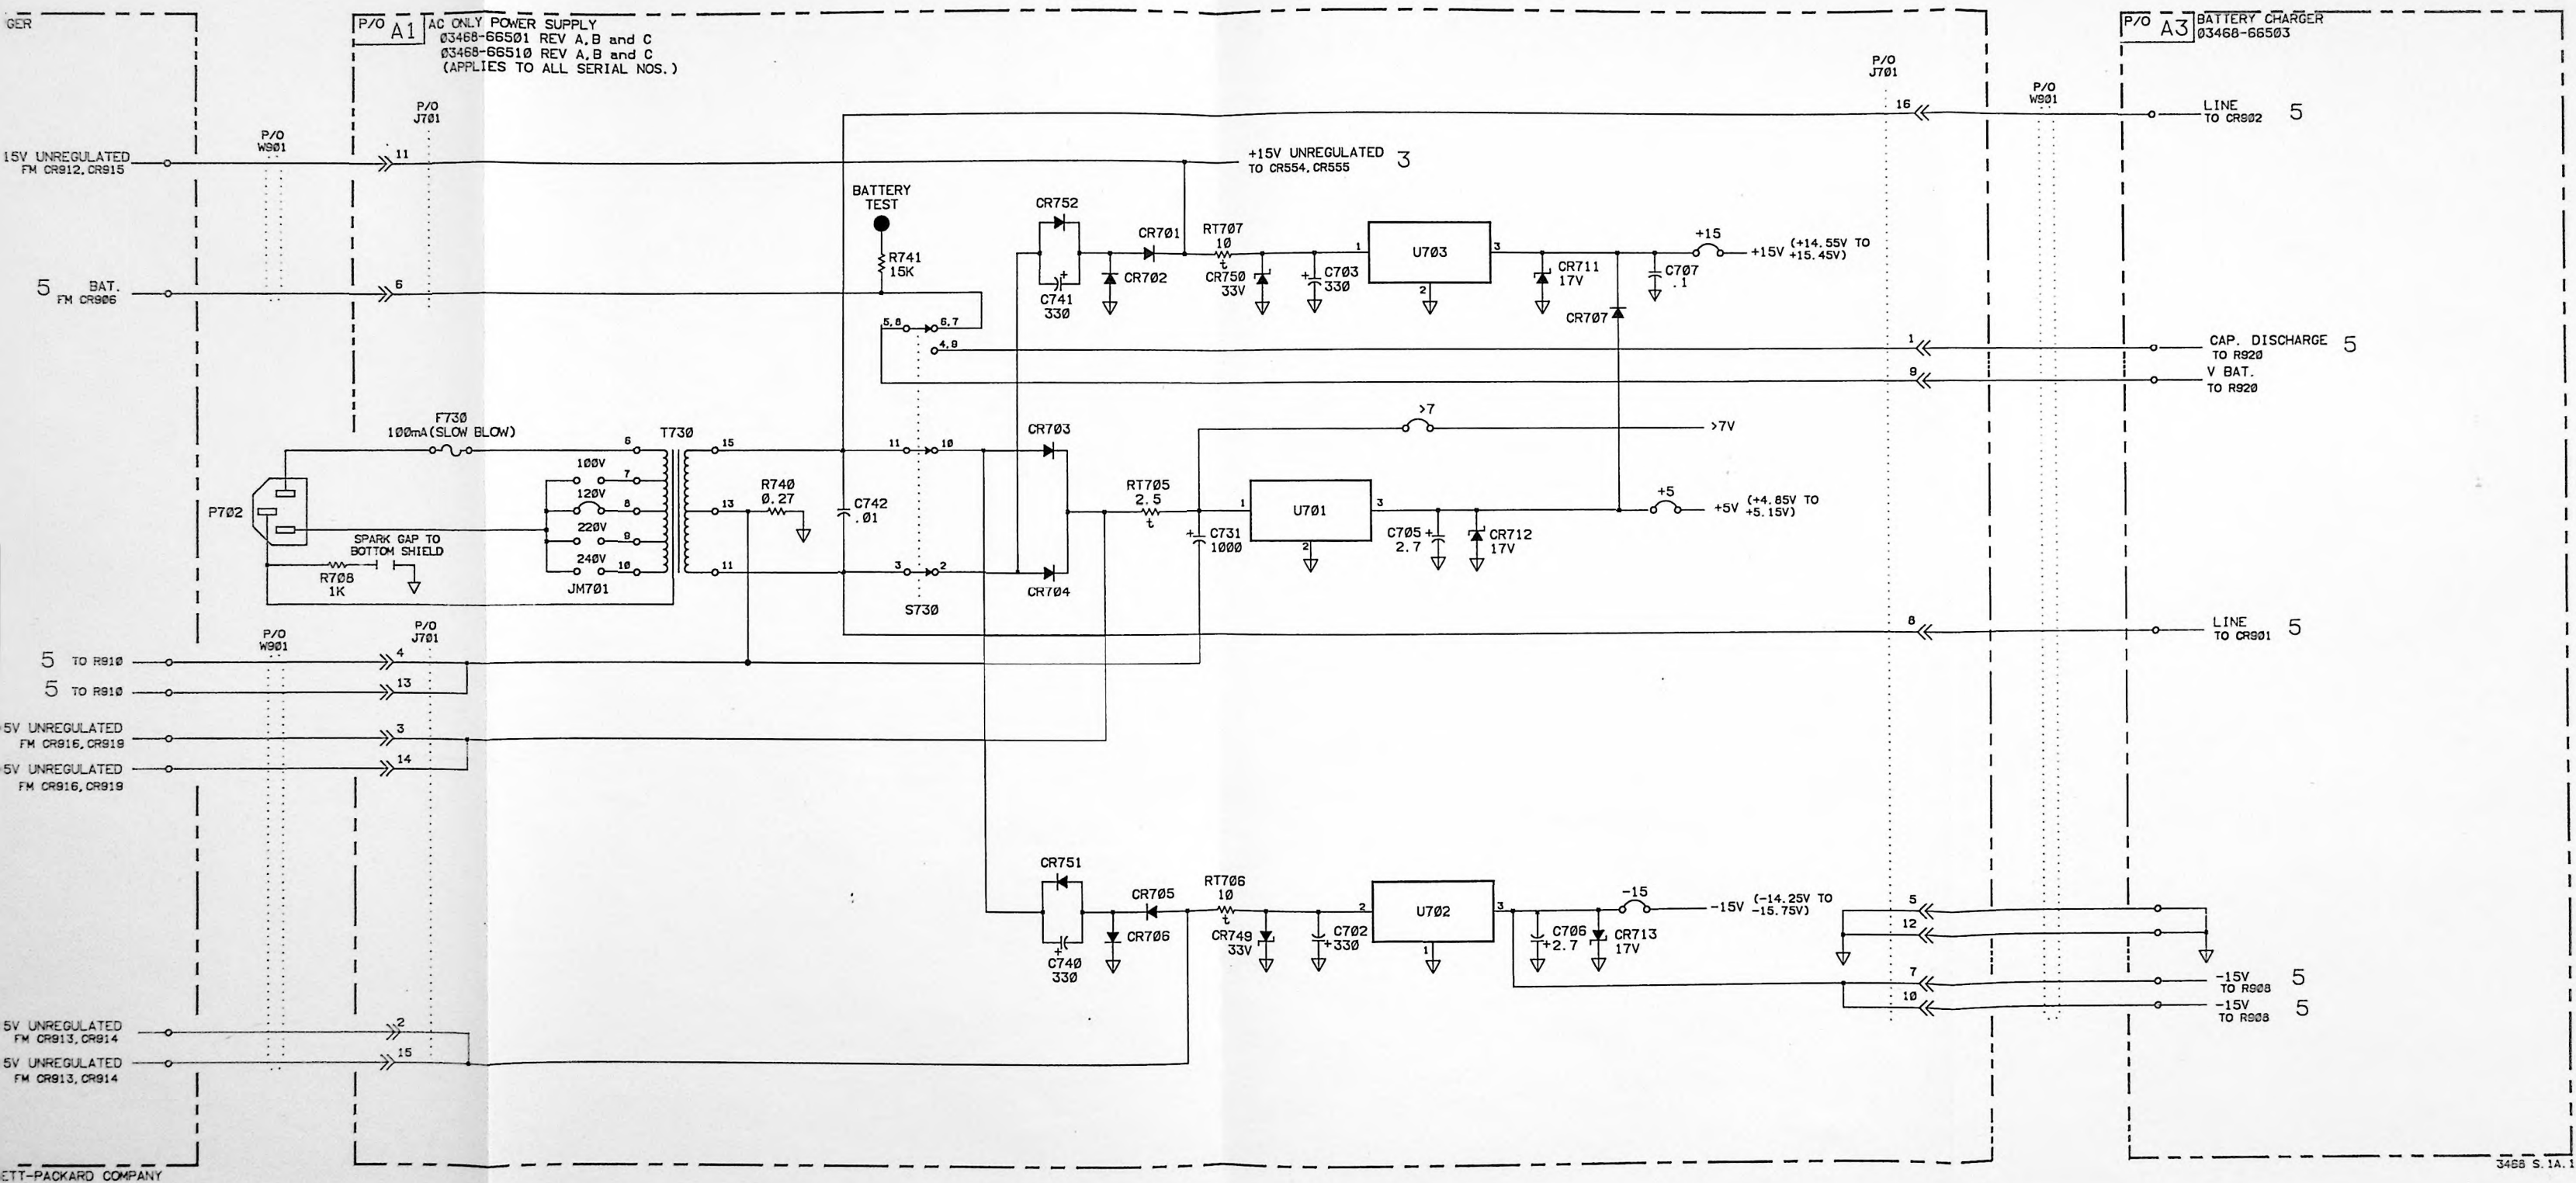 GER
P/O A1
AC ONLY POWER SUPPLY
03468-66501 REV A,B and C
03468-66510 REV A,B and C
(APPLIES TO ALL SERIAL NOS.)
P/O A3
BATTERY CHARGER
03468-66503
P/O
J701
P/O
W901
P/O
J701
P/O
W901
16
LINE
TO CR902
5
15V UNREGULATED
FM CR912,CR915
11
+15V UNREGULATED
TO CR554,CR555
3
BATTERY
TEST
R741
15K
CR752
C741
330
CR701
CR702
RT707
10
t
CR750
33V
C703
330
1
U703
3
2
CR711
17V
C707
.1
+15
+15V (+14.55V TO
+15.45V)
5
BAT.
FM CR906
6
5,8
6,7
4,9
CR707
1
CAP. DISCHARGE
TO R920
5
9
V BAT.
TO R920
F730
100mA(SLOW BLOW)
6
T730
15
11
10
CR703
>7
>7V
P702
100V
7
120V
8
220V
9
240V
10
JM701
13
R740
0.27
11
C742
.01
3
2
S730
CR704
RT705
2.5
t
C731
1000
1
U701
3
2
C705
2.7
CR712
17V
+5
+5V (+4.85V TO
+5.15V)
SPARK GAP TO
BOTTOM SHIELD
R708
1K
8
LINE
TO CR901
5
P/O
W901
P/O
J701
5 TO R910
4
5 TO R910
13
5V UNREGULATED
FM CR916,CR919
3
5V UNREGULATED
FM CR916,CR919
14
CR751
C740
330
CR705
CR706
RT706
10
CR749
33V
C702
330
2
U702
3
1
C706
2.7
CR713
17V
-15
-15V (-14.25V TO
-15.75V)
5
12
7
-15V
TO R908
5
10
-15V
TO R908
5
5V UNREGULATED
FM CR913,CR914
2
5V UNREGULATED
FM CR913,CR914
15
ETT-PACKARD COMPANY
3468 S.1A.1